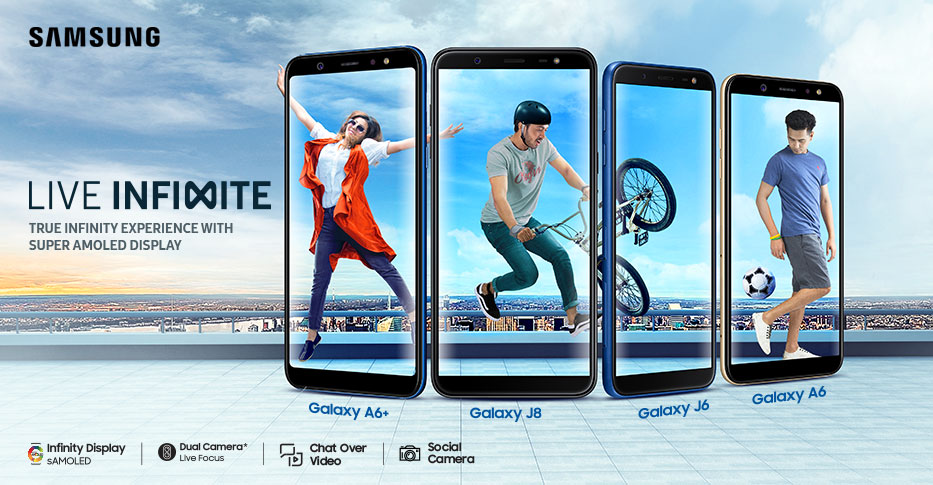 SAMSUNG
LIVE INFINITE
TRUE INFINITY EXPERIENCE WITH
SUPER AMOLED DISPLAY
Galaxy A6+
Galaxy J8
Galaxy J6
Galaxy A6
Infinity Display
sAMOLED
Dual Camera*
Live Focus
Chat Over
Video
Social
Camera